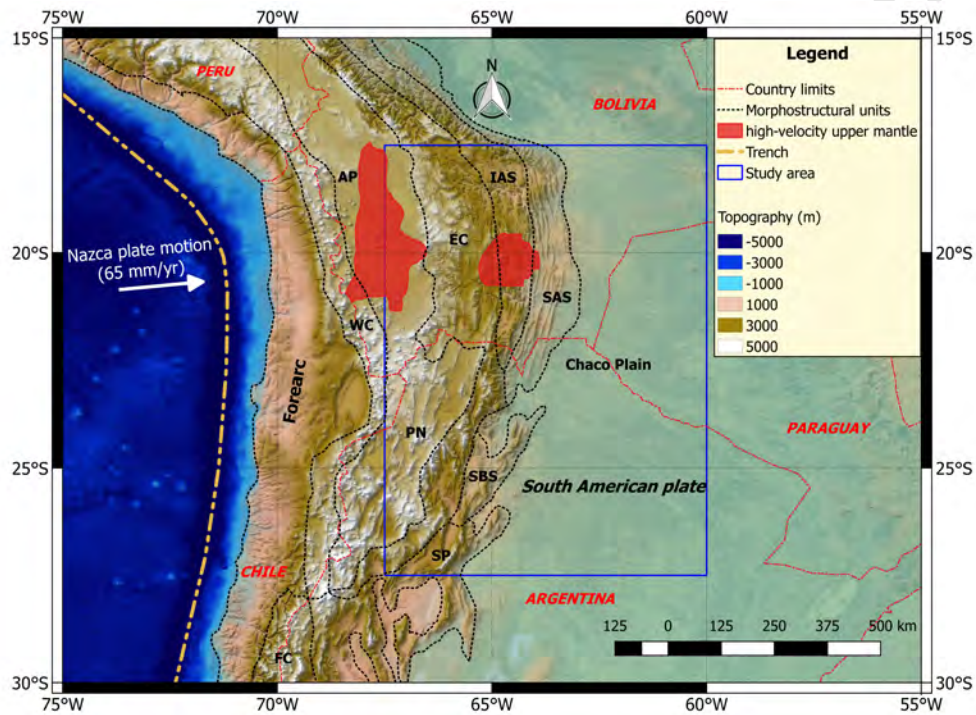 75°W 70°W 65°W 60°W 55°W
15°S 15°S
Legend
Country limits
Morphostructural units
high-velocity upper mantle
Trench
Study area
Topography (m)
-5000
-3000
-1000
1000
3000
5000
N
PERU
BOLIVIA
AP
IAS
EC
20°S 20°S
Nazca plate motion
(65 mm/yr)
SAS
WC
Chaco Plain
Forearc
PN
PARAGUAY
25°S 25°S
SBS
South American plate
SP
CHILE
ARGENTINA
125 0 125 250 375 500 km
FC
30°S 30°S
75°W 70°W 65°W 60°W 55°W